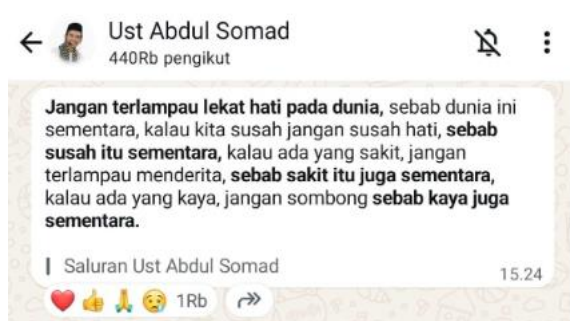 Ust Abdul Somad
440Rb pengikut
Jangan terlampau lekat hati pada dunia, sebab dunia ini
sementara, kalau kita susah jangan susah hati, sebab
susah itu sementara, kalau ada yang sakit, jangan
terlampau menderita, sebab sakit itu juga sementara,
kalau ada yang kaya, jangan sombong sebab kaya juga
sementara.
Saluran Ust Abdul Somad
15.24
1Rb